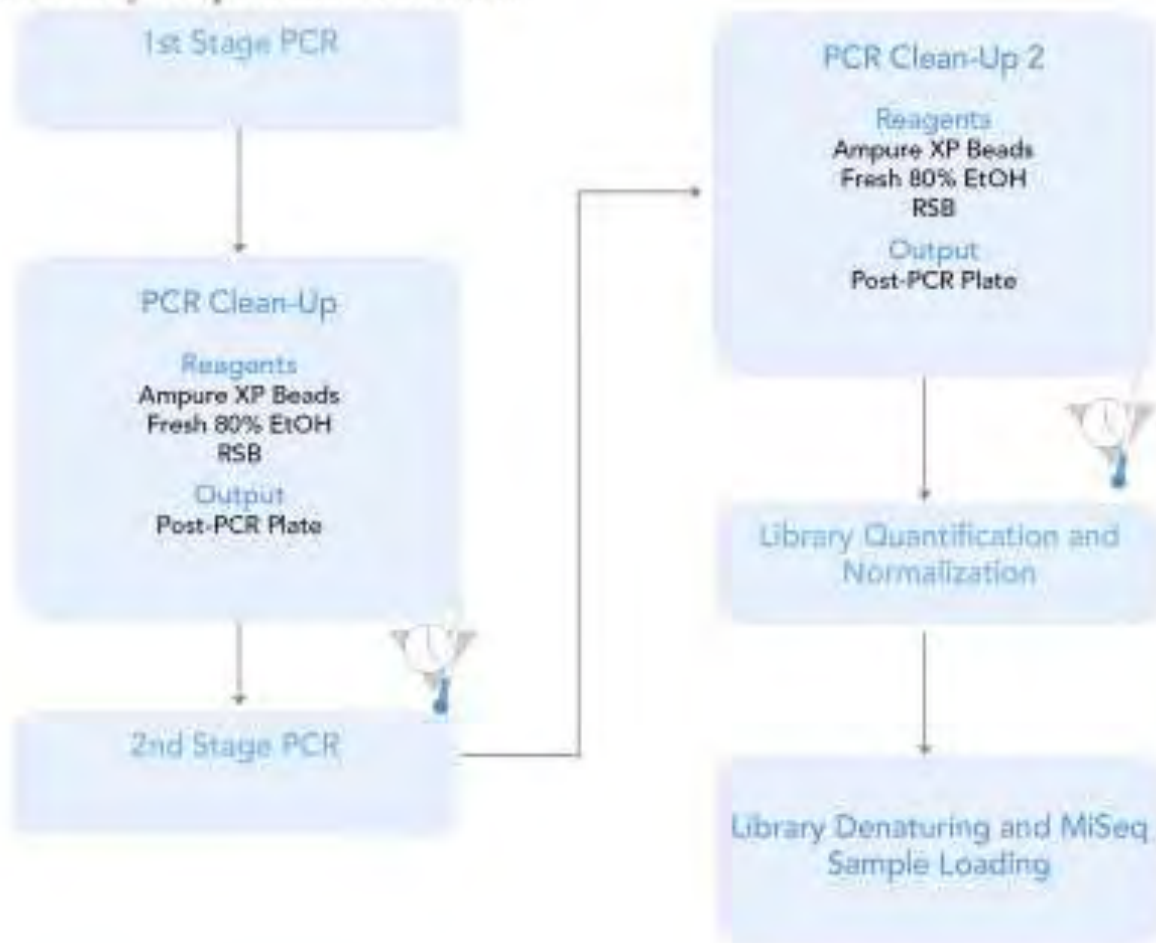 1st Stage PCR
PCR Clean-Up
Reagents
Ampure XP Beads
Fresh 80% EtOH
RSB
Output
Post-PCR Plate
2nd Stage PCR
PCR Clean-Up 2
Reagents
Ampure XP Beads
Fresh 80% EtOH
RSB
Output
Post-PCR Plate
Library Quantification and
Normalization
Library Denaturing and MiSeq
Sample Loading